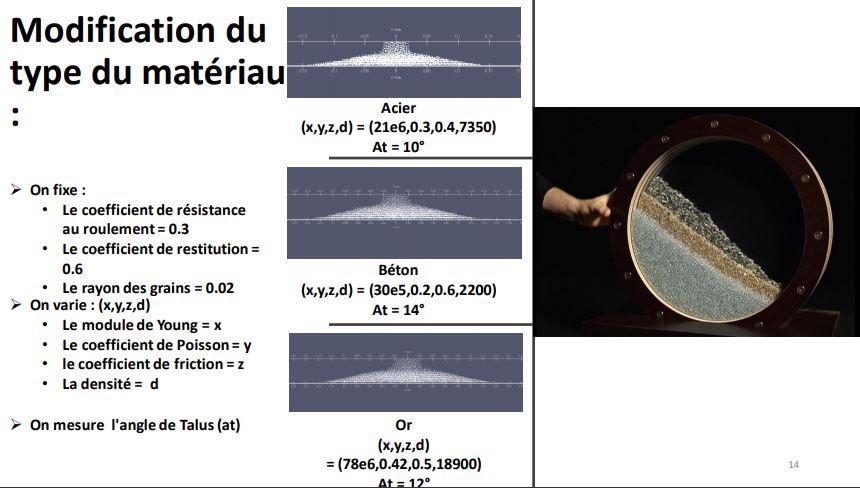 Modification du
type du matériau
:
➢ On fixe :
• Le coefficient de résistance
au roulement = 0.3
• Le coefficient de restitution =
0.6
• Le rayon des grains = 0.02
➢ On varie : (x,y,z,d)
• Le module de Young = x
• Le coefficient de Poisson = y
• le coefficient de friction = z
• La densité = d
➢ On mesure l'angle de Talus (at)
Acier
(x,y,z,d) = (21e6,0.3,0.4,7350)
At = 10°
Béton
(x,y,z,d) = (30e5,0.2,0.6,2200)
At = 14°
Or
(x,y,z,d)
= (78e6,0.42,0.5,18900)
At = 12°
14